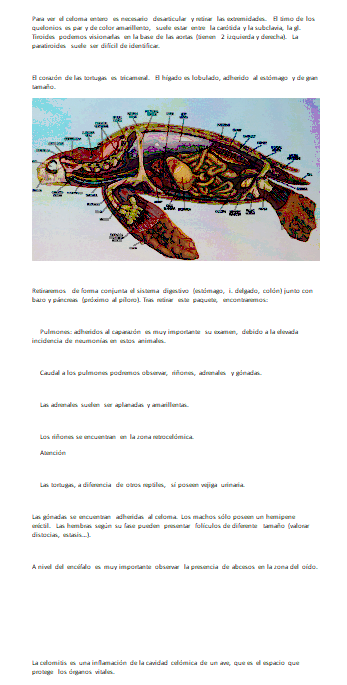 Para ver el celoma entero es necesario desarticular y retirar las extremidades. El timo de los
quelonios es par y de color amarillento, suele estar entre la carótida y la subclavia, la gl.
Tiroides podemos visionarlas en la base de las aortas (tienen 2 izquierda y derecha). La
paratiroides suele ser difícil de identificar.
El corazón de las tortugas es tricameral. El hígado es lobulado, adherido al estómago y de gran
tamaño.
Retiraremos de forma conjunta el sistema digestivo (estómago, i. delgado, colón) junto con
bazo y páncreas (próximo al píloro). Tras retirar este paquete, encontraremos:
Pulmones: adheridos al caparazón es muy importante su examen, debido a la elevada
incidencia de neumonías en estos animales.
Caudal a los pulmones podremos observar, riñones, adrenales y gónadas.
Las adrenales suelen ser aplanadas y amarillentas.
Los riñones se encuentran en la zona retrocelómica.
Atención
Las tortugas, a diferencia de otros reptiles, sí poseen vejiga urinaria.
Las gónadas se encuentran adheridas al celoma. Los machos sólo poseen un hemipene
eréctil. Las hembras según su fase pueden presentar folículos de diferente tamaño (valorar
distocias, estasis...).
A nivel del encéfalo es muy importante observar la presencia de abcesos en la zona del oído.
La celomitis es una inflamación de la cavidad celómica de un ave, que es el espacio que
protege los órganos vitales.